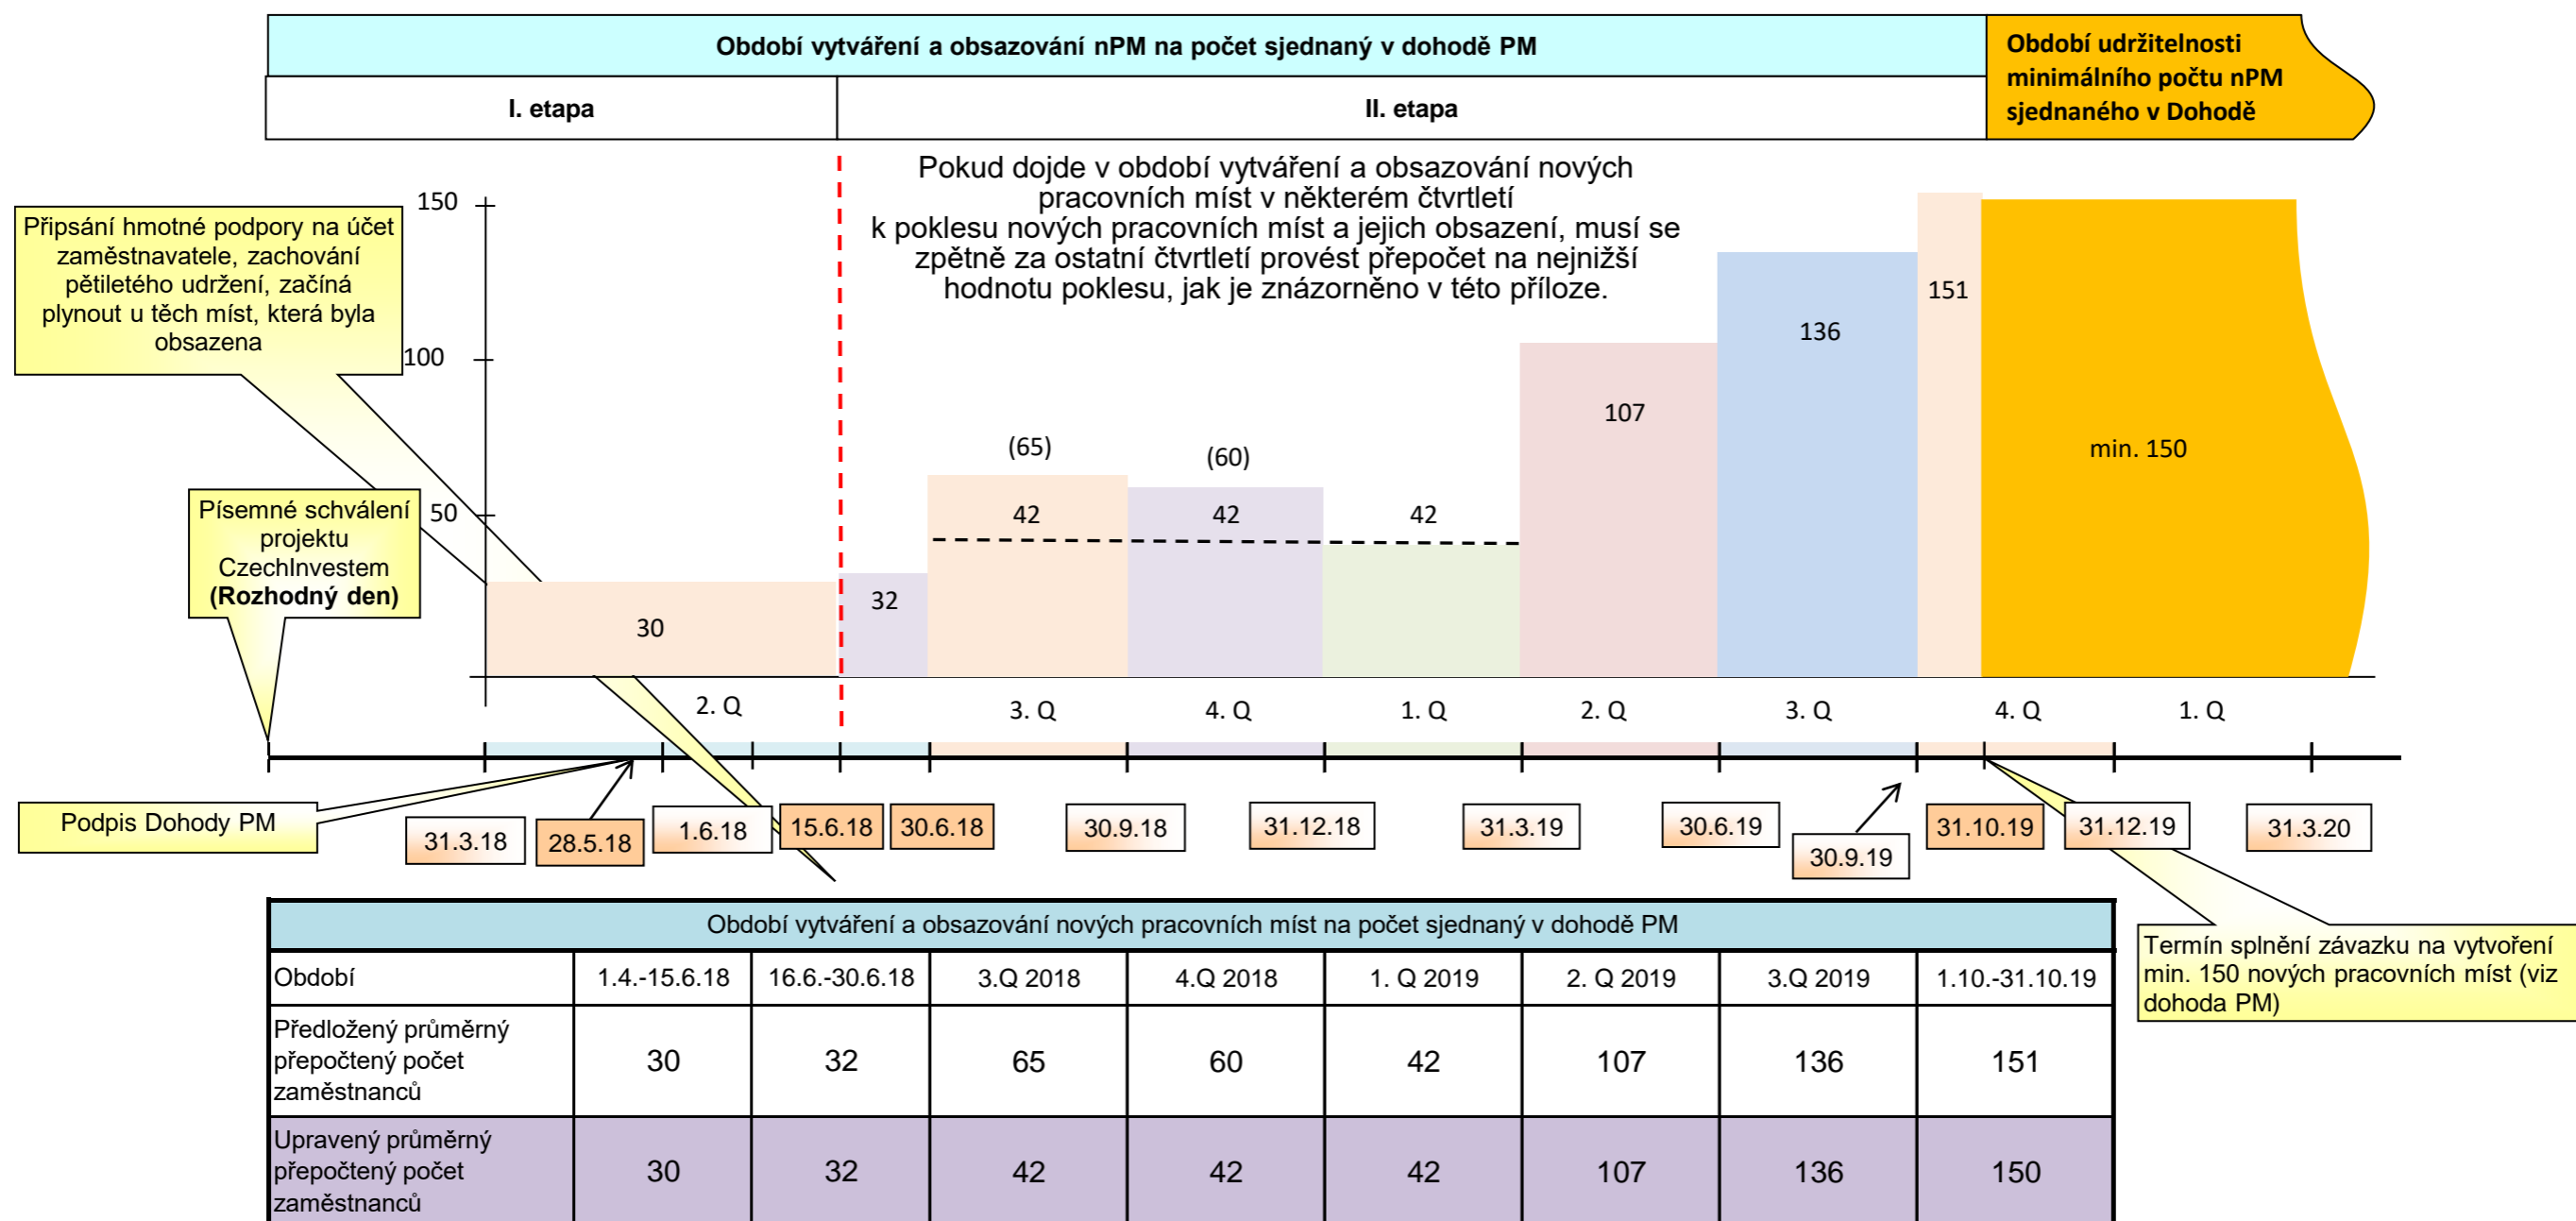 Období vytváření a obsazování nPM na počet sjednaný v dohodě PM
Období udržitelnosti
minimálního počtu nPM
sjednaného v Dohodě
I. etapa
II. etapa
Pokud dojde v období vytváření a obsazování nových
pracovních míst v některém čtvrtletí
k poklesu nových pracovních míst a jejich obsazení, musí se
zpětně za ostatní čtvrtletí provést přepočet na nejnižší
hodnotu poklesu, jak je znázorněno v této příloze.
Připsání hmotné podpory na účet
zaměstnavatele, zachování
pětiletého udržení, začíná
plynout u těch míst, která byla
obsazena
150
100
50
Písemné schválení
projektu
CzechInvestem
(Rozhodný den)
30
32
(65)
42
(60)
42
42
107
136
151
min. 150
2. Q
3. Q
4. Q
1. Q
2. Q
3. Q
4. Q
1. Q
Podpis Dohody PM
31.3.18
28.5.18
1.6.18
15.6.18
30.6.18
30.9.18
31.12.18
31.3.19
30.6.19
30.9.19
31.10.19
31.12.19
31.3.20
Termín splnění závazku na vytvoření
min. 150 nových pracovních míst (viz
dohoda PM)
Období vytváření a obsazování nových pracovních míst na počet sjednaný v dohodě PM
Období 1.4.-15.6.18 16.6.-30.6.18 3.Q 2018 4.Q 2018 1. Q 2019 2. Q 2019 3.Q 2019 1.10.-31.10.19
Předložený průměrný
přepočtený počet
zaměstnanců
30 32 65 60 42 107 136 151
Upravený průměrný
přepočtený počet
zaměstnanců
30 32 42 42 42 107 136 150